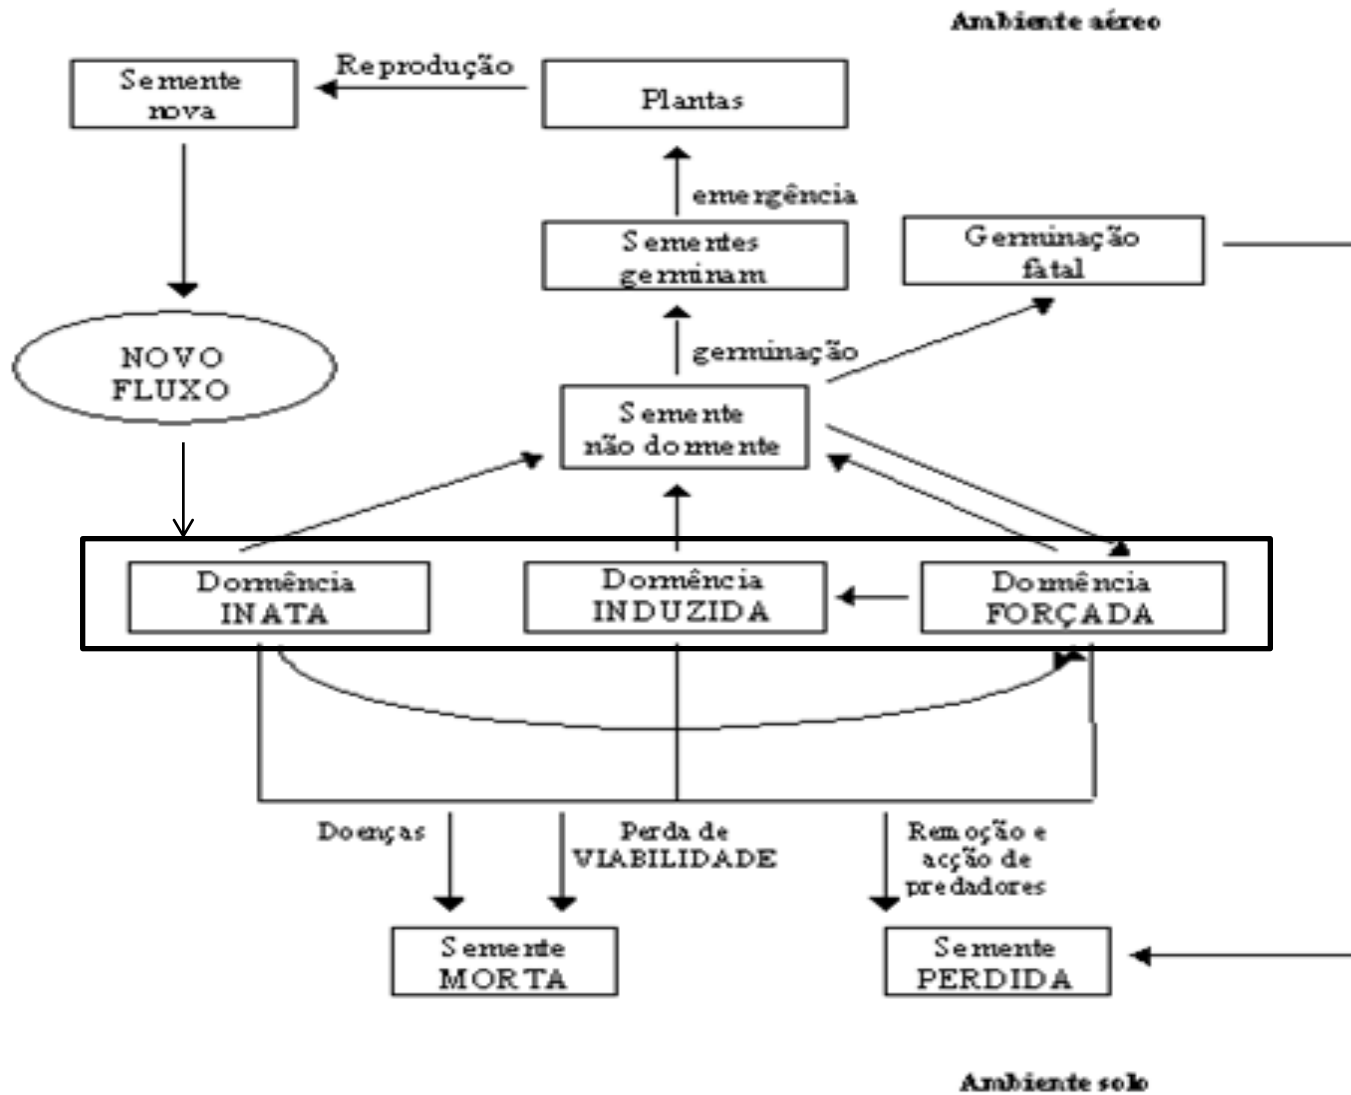 Ambiente aéreo
Semente
nova
Reprodução
Plantas
emergência
Sementes
germinam
Germinação
fatal
NOVO
FLUXO
germinação
Semente
não dormente
Dormência
INATA
Dormência
INDUZIDA
Dormência
FORÇADA
Doenças
Perda de
VIABILIDADE
Remoção e
acção de
predadores
Semente
MORTA
Semente
PERDIDA
Ambiente solo